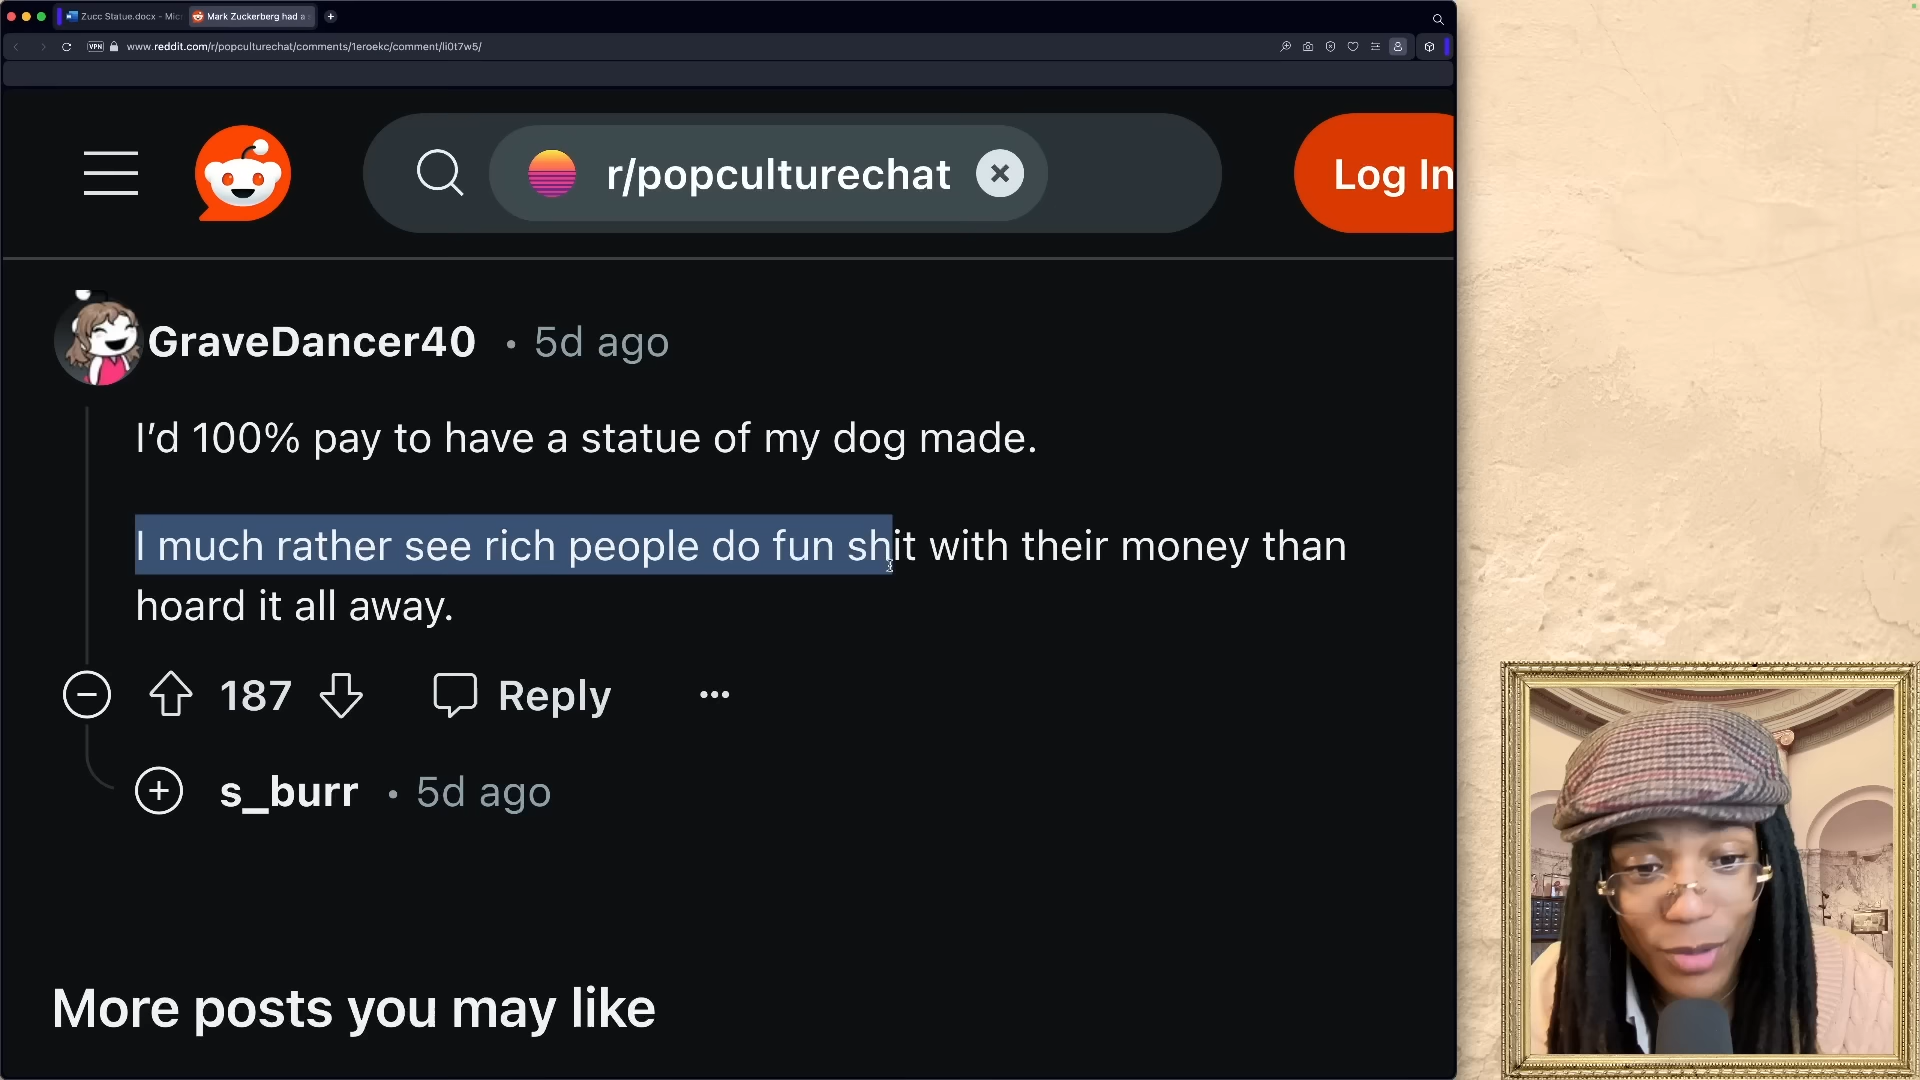 Zucc Statue.docx - Mic
Mark Zuckerberg had a
VPN
www.reddit.com/r/popculturechat/comments/1eroekc/comment/li0t7w5/
r/popculturechat
Log In
GraveDancer40 • 5d ago
I’d 100% pay to have a statue of my dog made.
I much rather see rich people do fun shit with their money than
hoard it all away.
187
Reply
s_burr • 5d ago
More posts you may like